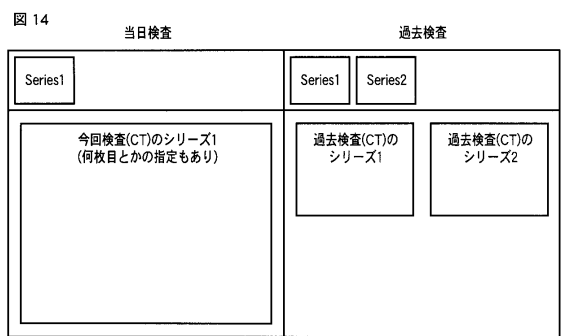 図 14
当日検査
過去検査
Series1
Series1
Series2
今回検査(CT)のシリーズ1
(何枚目とかの指定もあり)
過去検査(CT)の
シリーズ1
過去検査(CT)の
シリーズ2